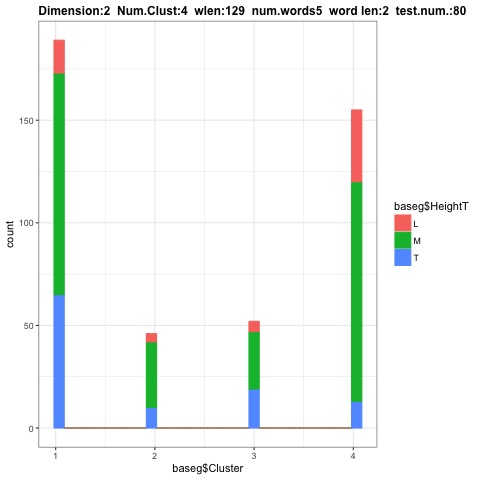 Dimension:2 Num.Clust:4 wlen:129 num.words5 word len:2 test.num.:80
150
100
50
0
count
1 2 3 4
baseg$Cluster
baseg$HeightT
L
M
T